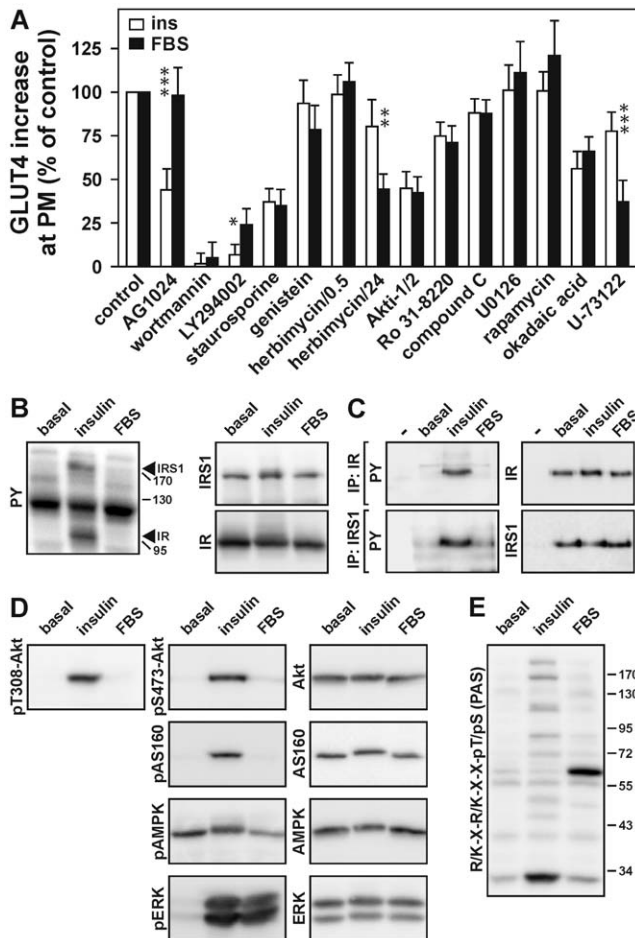 A
ins
FBS
GLUT4 increase
at PM (% of control)
125
100
75
50
25
0
***
*
**
***
control
AG1024
wortmannin
LY294002
staurosporine
genistein
herbimycin/0.5
herbimycin/24
Akti-1/2
Ro 31-8220
compound C
U0126
rapamycin
okadaic acid
U-73122
B
basal
insulin
FBS
PY
IRS1
170
130
IR
95
basal
insulin
FBS
IRS1
IR
C
- basal
insulin
FBS
IP: IR
PY
IP: IRS1
PY
- basal
insulin
FBS
IR
IRS1
D
basal
insulin
FBS
pT308-Akt
basal
insulin
FBS
pS473-Akt
pAS160
pAMPK
pERK
basal
insulin
FBS
Akt
AS160
AMPK
ERK
E
basal
insulin
FBS
R/K-X-R/K-X-X-pT/pS (PAS)
170
130
95
72
55
43
34